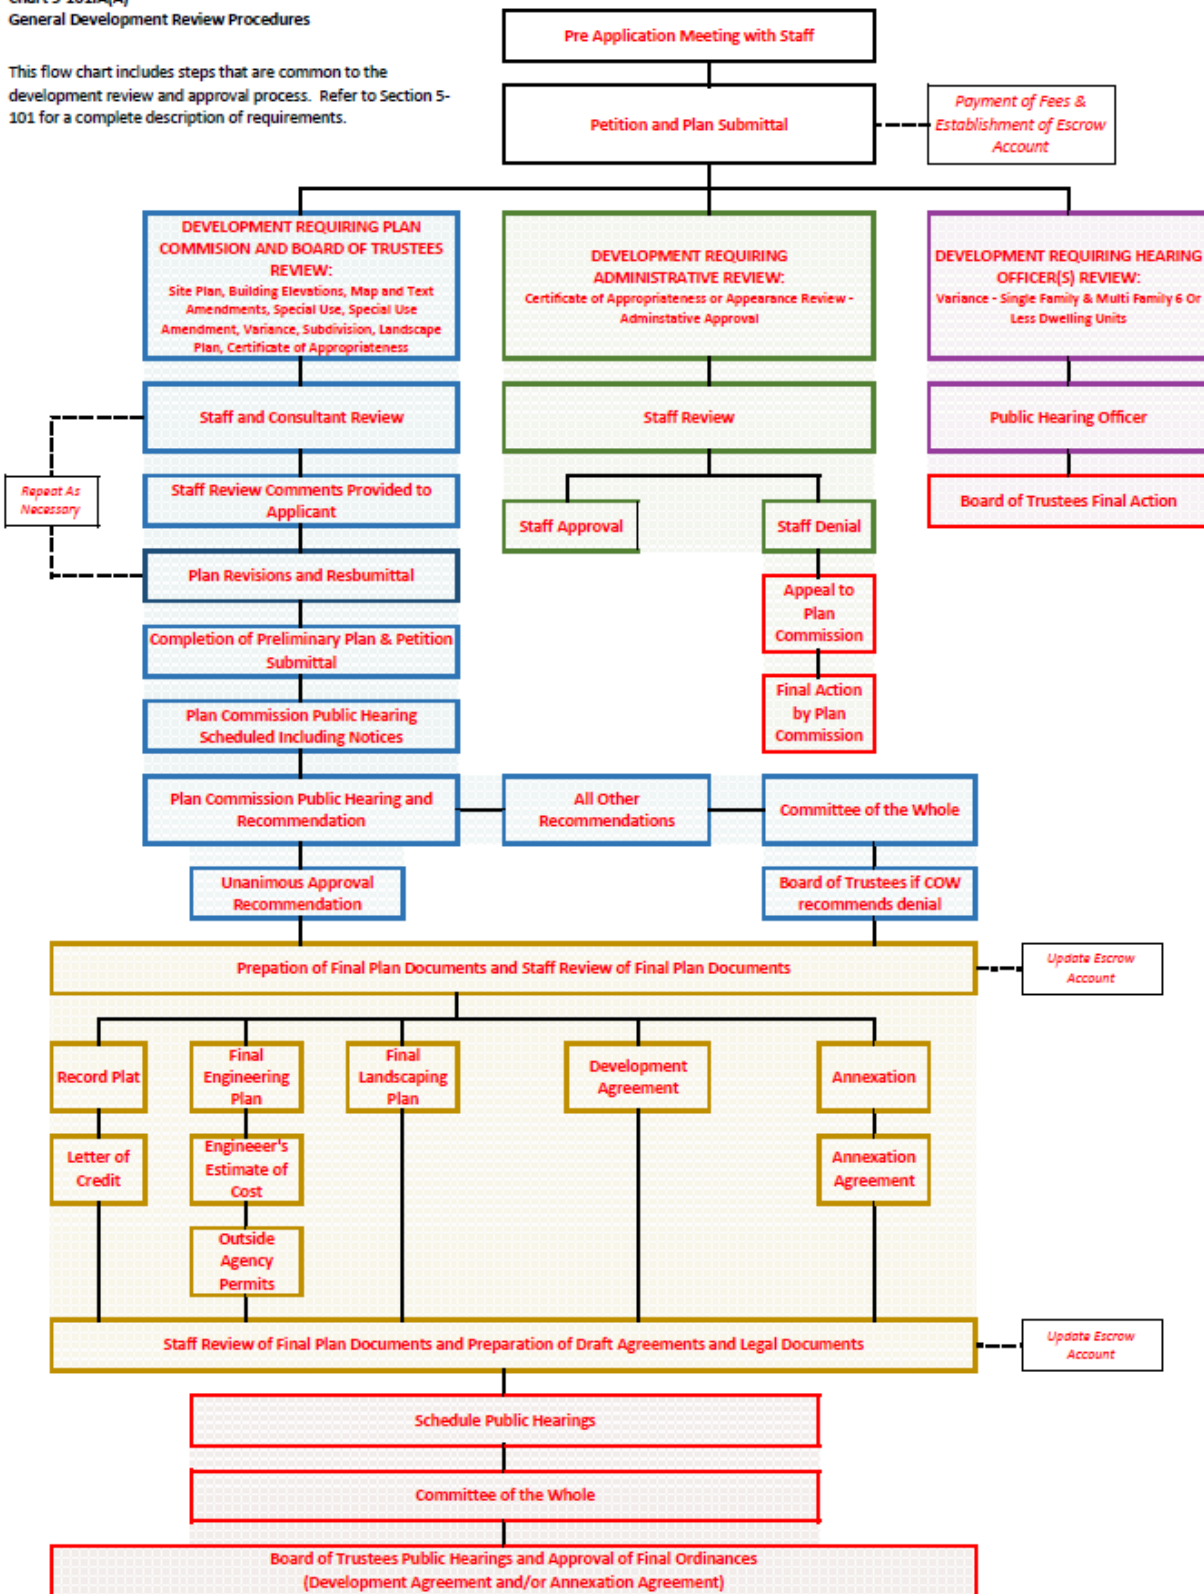 Chart 5-101.A(A)
General Development Review Procedures
This flow chart includes steps that are common to the
development review and approval process. Refer to Section 5-
101 for a complete description of requirements.
Pre Application Meeting with Staff
Petition and Plan Submittal
Payment of Fees &
Establishment of Escrow
Account
DEVELOPMENT REQUIRING PLAN
COMMISION AND BOARD OF TRUSTEES
REVIEW:
Site Plan, Building Elevations, Map and Text
Amendments, Special Use, Special Use
Amendment, Variance, Subdivision, Landscape
Plan, Certificate of Appropriateness
DEVELOPMENT REQUIRING
ADMINISTRATIVE REVIEW:
Certificate of Appropriateness or Appearance Review -
Adminstative Approval
DEVELOPMENT REQUIRING HEARING
OFFICER(S) REVIEW:
Variance - Single Family & Multi Family 6 Or
Less Dwelling Units
Staff and Consultant Review
Staff Review
Public Hearing Officer
Repeat As
Necessary
Staff Review Comments Provided to
Applicant
Staff Approval
Staff Denial
Board of Trustees Final Action
Plan Revisions and Resbumittal
Appeal to
Plan
Commission
Completion of Preliminary Plan & Petition
Submittal
Final Action
by Plan
Commission
Plan Commission Public Hearing
Scheduled Including Notices
Plan Commission Public Hearing and
Recommendation
All Other
Recommendations
Committee of the Whole
Unanimous Approval
Recommendation
Board of Trustees if COW
recommends denial
Prepation of Final Plan Documents and Staff Review of Final Plan Documents
Update Escrow
Account
Record Plat
Final
Engineering
Plan
Final
Landscaping
Plan
Development
Agreement
Annexation
Letter of
Credit
Engineeer's
Estimate of
Cost
Annexation
Agreement
Outside
Agency
Permits
Staff Review of Final Plan Documents and Preparation of Draft Agreements and Legal Documents
Update Escrow
Account
Schedule Public Hearings
Committee of the Whole
Board of Trustees Public Hearings and Approval of Final Ordinances
(Development Agreement and/or Annexation Agreement)